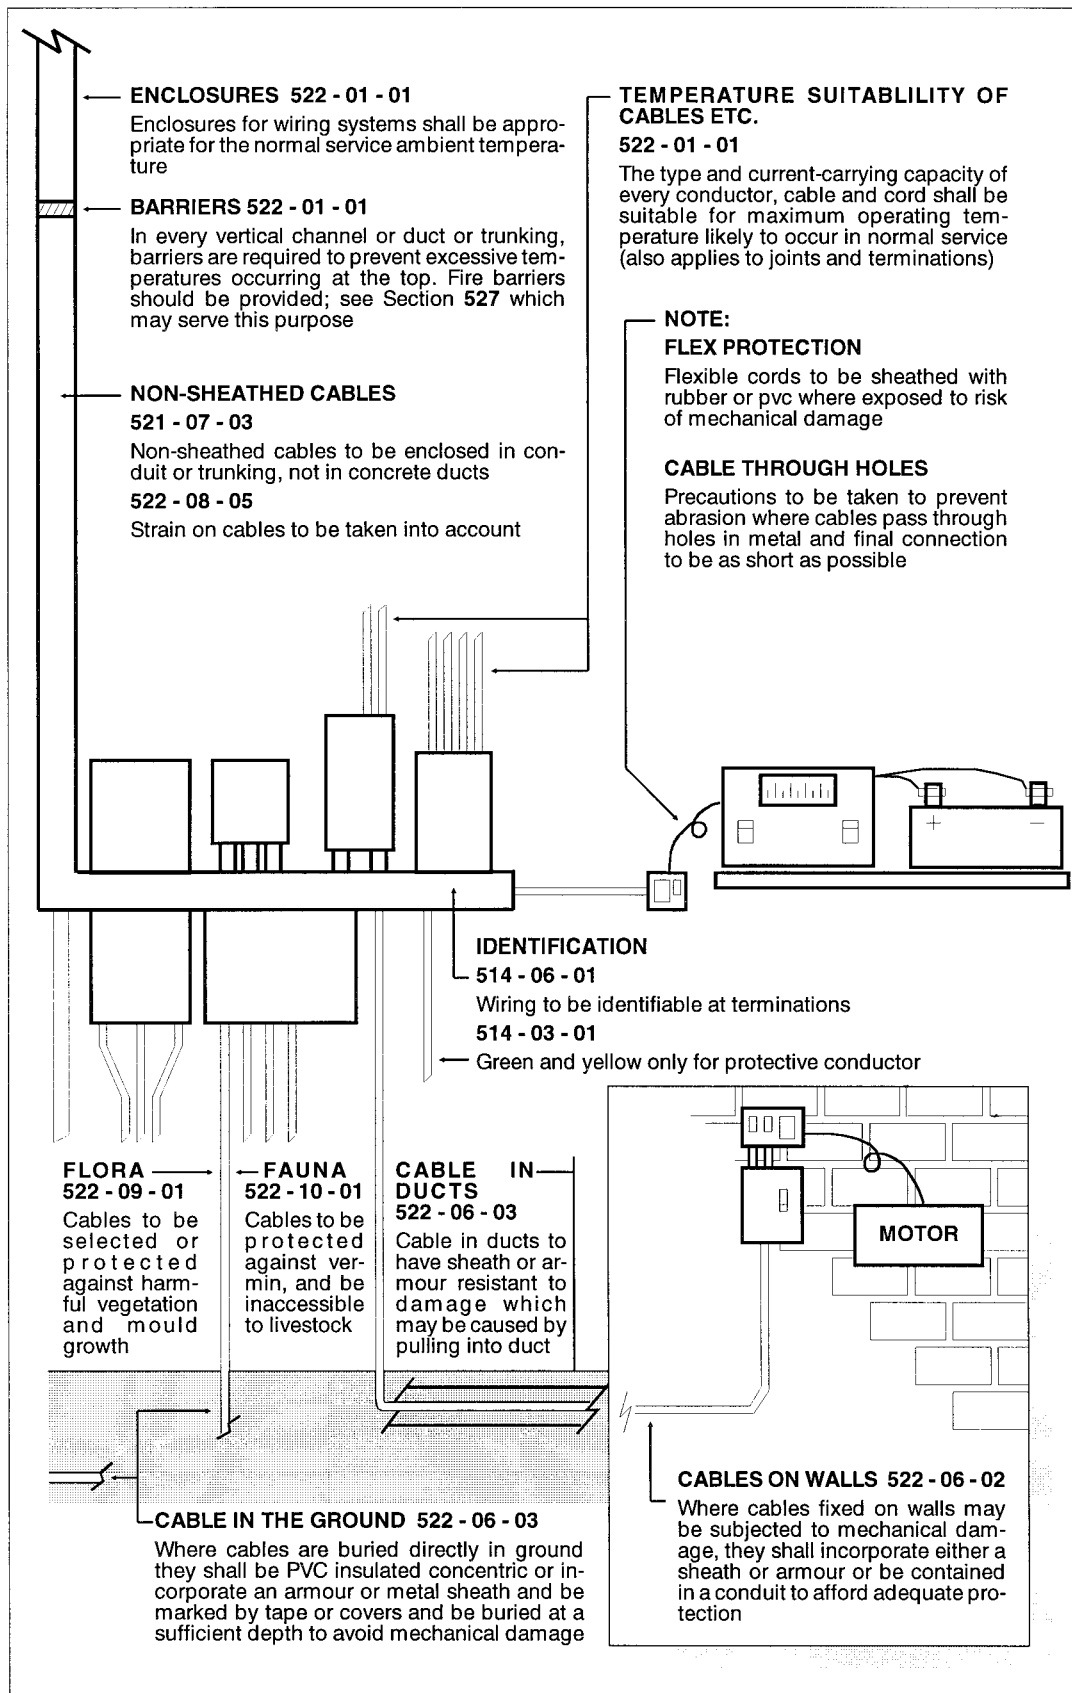 ENCLOSURES 522 - 01 - 01
Enclosures for wiring systems shall be appro-
priate for the normal service ambient tempera-
ture
BARRIERS 522 - 01 - 01
In every vertical channel or duct or trunking,
barriers are required to prevent excessive tem-
peratures occurring at the top. Fire barriers
should be provided; see Section 527 which
may serve this purpose
NON-SHEATHED CABLES
521 - 07 - 03
Non-sheathed cables to be enclosed in con-
duit or trunking, not in concrete ducts
522 - 08 - 05
Strain on cables to be taken into account
TEMPERATURE SUITABLILITY OF
CABLES ETC.
522 - 01 - 01
The type and current-carrying capacity of
every conductor, cable and cord shall be
suitable for maximum operating tem-
perature likely to occur in normal service
(also applies to joints and terminations)
NOTE:
FLEX PROTECTION
Flexible cords to be sheathed with
rubber or pvc where exposed to risk
of mechanical damage
CABLE THROUGH HOLES
Precautions to be taken to prevent
abrasion where cables pass through
holes in metal and final connection
to be as short as possible
+ −
IDENTIFICATION
514 - 06 - 01
Wiring to be identifiable at terminations
514 - 03 - 01
Green and yellow only for protective conductor
FLORA
522 - 09 - 01
Cables to be
selected or
protected
against harm-
ful vegetation
and mould
growth
FAUNA
522 - 10 - 01
Cables to be
protected
against ver-
min, and be
inaccessible
to livestock
CABLE IN
DUCTS
522 - 06 - 03
Cable in ducts to
have sheath or ar-
mour resistant to
damage which
may be caused by
pulling into duct
MOTOR
CABLES ON WALLS 522 - 06 - 02
Where cables fixed on walls may
be subjected to mechanical dam-
age, they shall incorporate either a
sheath or armour or be contained
in a conduit to afford adequate pro-
tection
CABLE IN THE GROUND 522 - 06 - 03
Where cables are buried directly in ground
they shall be PVC insulated concentric or in-
corporate an armour or metal sheath and be
marked by tape or covers and be buried at a
sufficient depth to avoid mechanical damage